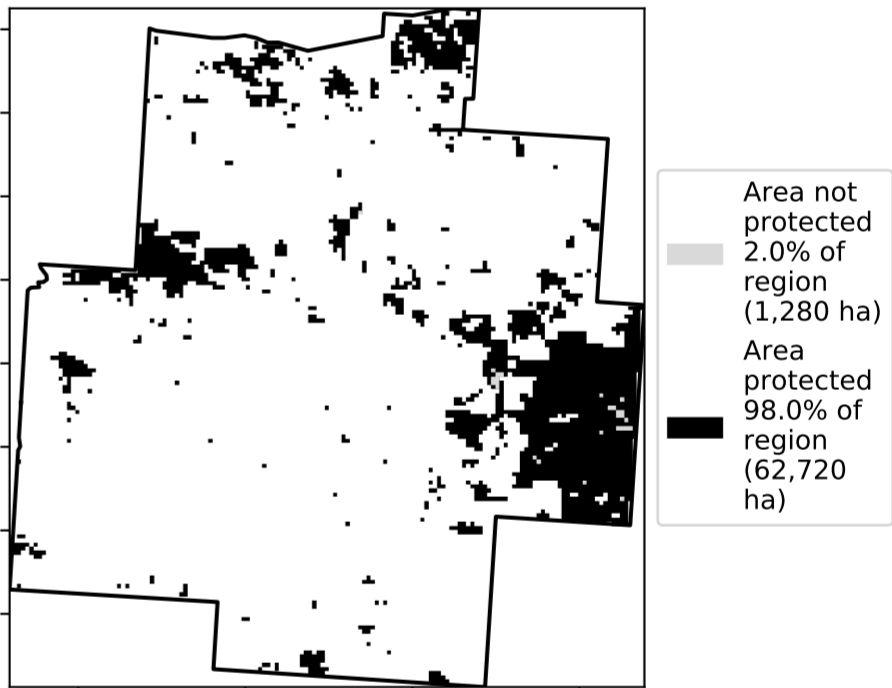 Area not
protected
2.0% of
region
(1,280 ha)
Area
protected
98.0% of
region
(62,720
ha)